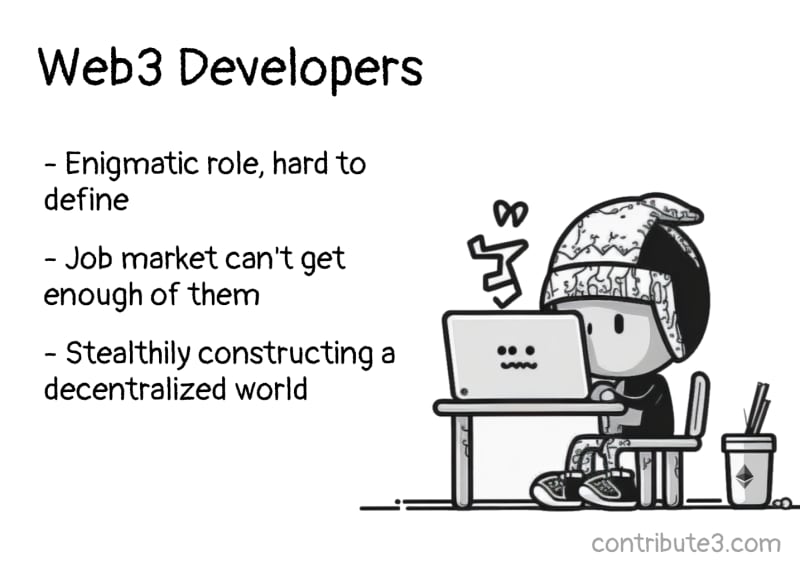 Web3 Developers
- Enigmatic role, hard to
define
- Job market can't get
enough of them
- Stealthily constructing a
decentralized world
contribute3.com